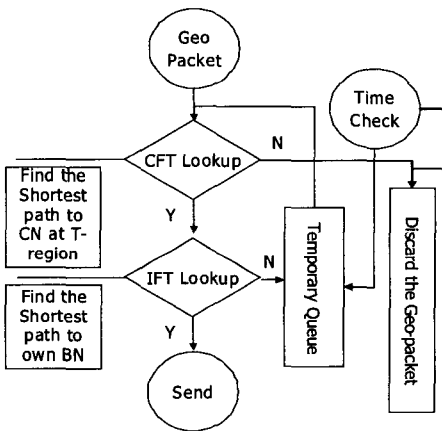 Geo
Packet
Time
Check
N
CFT Lookup
Find the
Shortest
path to
CN at T-
region
Y
Temporary Queue
Discard the Geo-packet
N
IFT Lookup
Find the
Shortest
path to
own BN
Y
Send